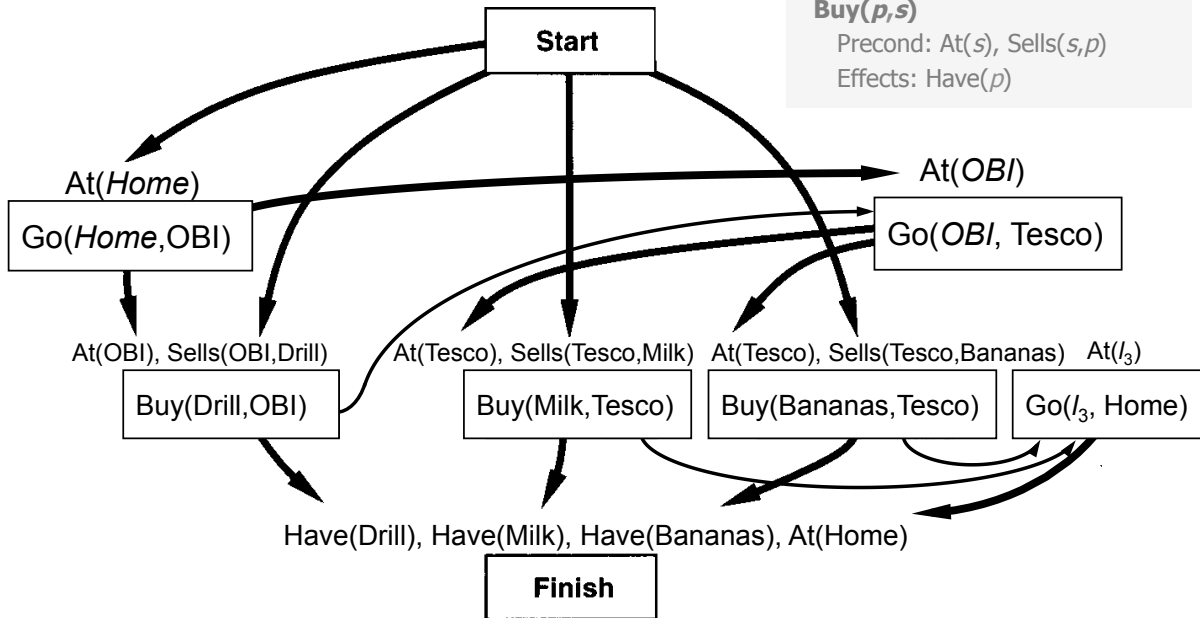 Buy(p,s)
Start
Precond: At(s), Sells(s,p)
Effects: Have(p)
At(Home)
At(OBI)
Go(Home,OBI)
Go(OBI, Tesco)
At(OBI), Sells(OBI,Drill)
At(Tesco), Sells(Tesco,Milk)
At(Tesco), Sells(Tesco,Bananas)
At(l₃)
Buy(Drill,OBI)
Buy(Milk,Tesco)
Buy(Bananas,Tesco)
Go(l₃, Home)
Have(Drill), Have(Milk), Have(Bananas), At(Home)
Finish